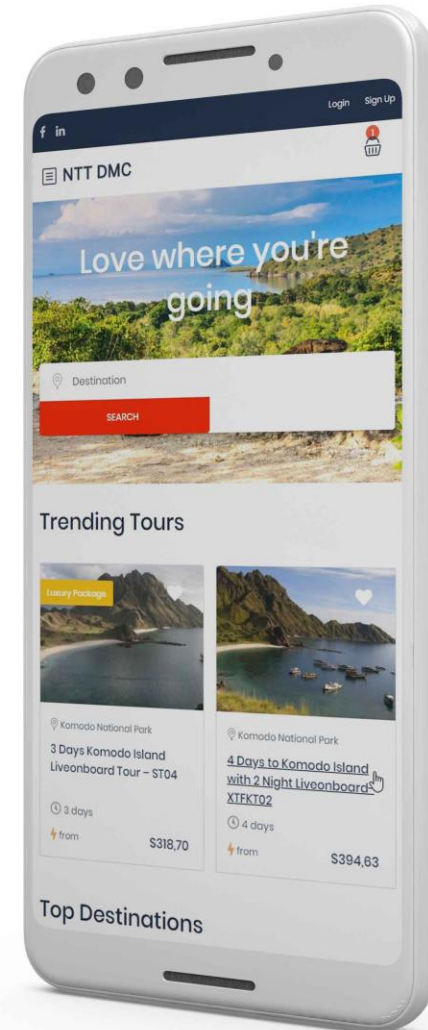 f in
Login Sign Up
1
NTT DMC
Love where you're
going
Destination
SEARCH
Trending Tours
Luxury Package
Komodo National Park
3 Days Komodo Island
Liveonboard Tour – ST04
3 days
from
$318,70
Komodo National Park
4 Days to Komodo Island
with 2 Night Liveonboard-
XTFKT02
4 days
from
$394,63
Top Destinations